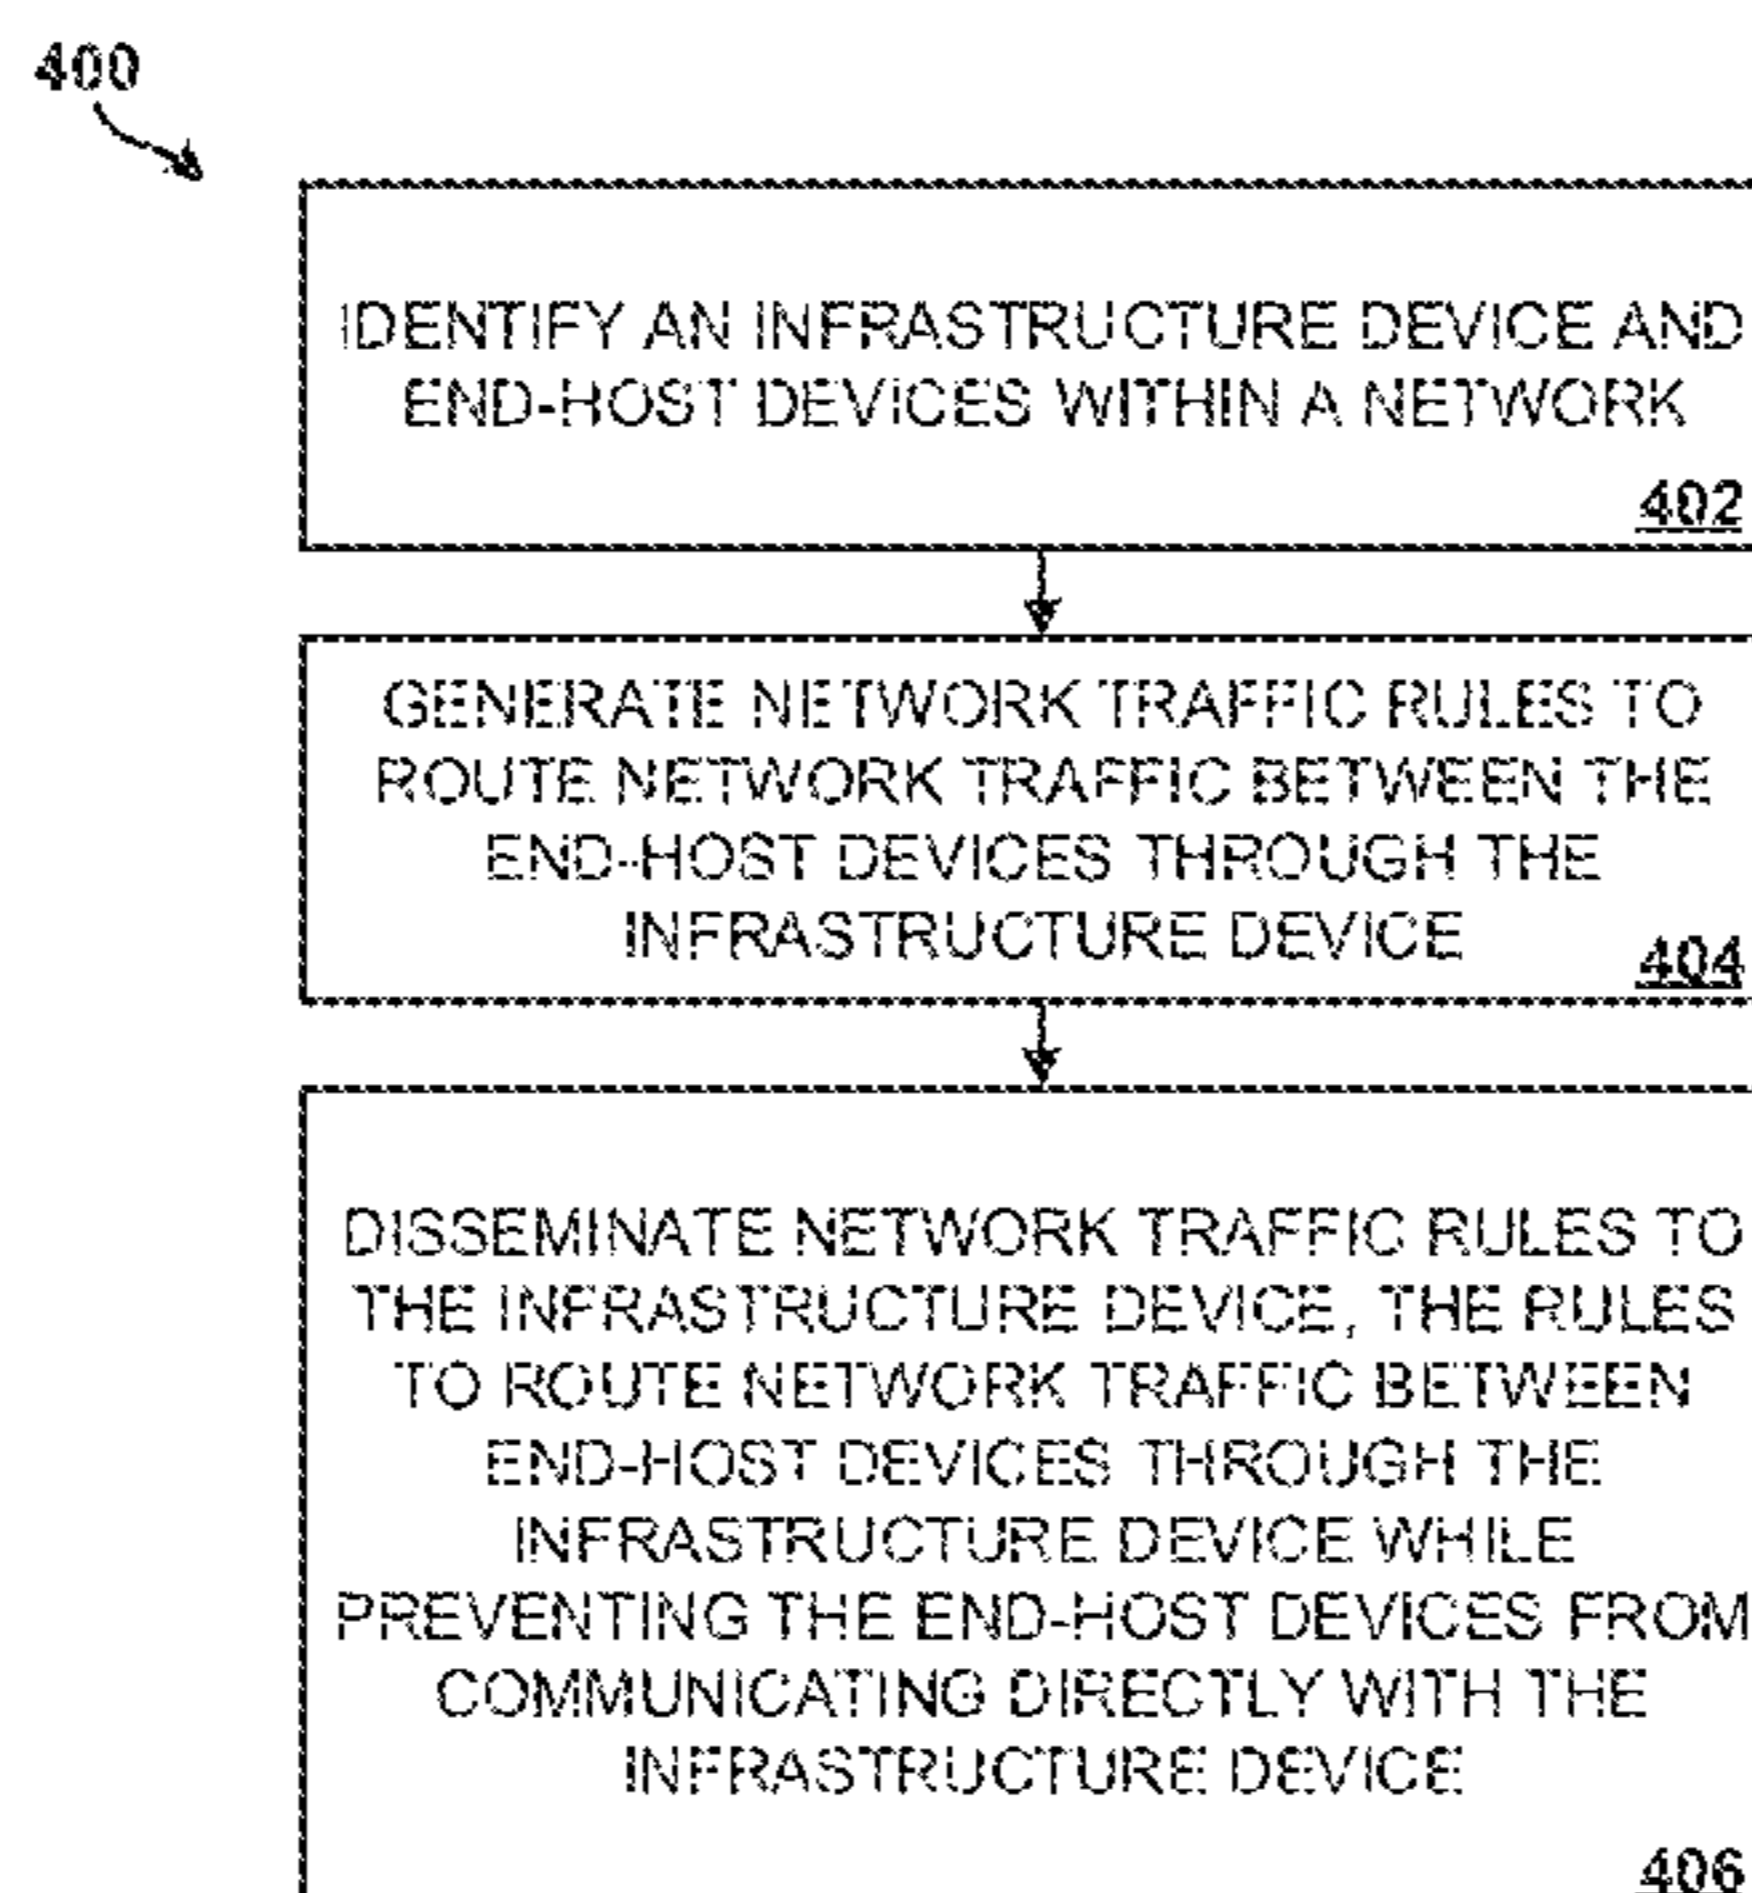 400
IDENTIFY AN INFRASTRUCTURE DEVICE AND
END-HOST DEVICES WITHIN A NETWORK
402
GENERATE NETWORK TRAFFIC RULES TO
ROUTE NETWORK TRAFFIC BETWEEN THE
END-HOST DEVICES THROUGH THE
INFRASTRUCTURE DEVICE
404
DISSEMINATE NETWORK TRAFFIC RULES TO
THE INFRASTRUCTURE DEVICE, THE RULES
TO ROUTE NETWORK TRAFFIC BETWEEN
END-HOST DEVICES THROUGH THE
INFRASTRUCTURE DEVICE WHILE
PREVENTING THE END-HOST DEVICES FROM
COMMUNICATING DIRECTLY WITH THE
INFRASTRUCTURE DEVICE
406